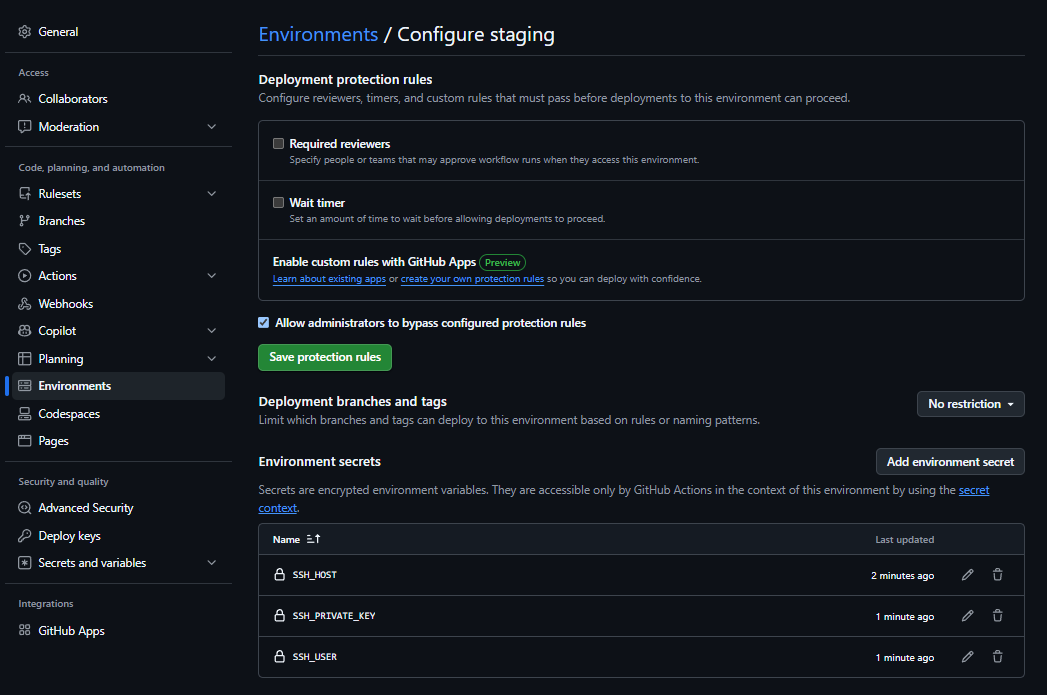 General
Access
Collaborators
Moderation
Code, planning, and automation
Rulesets
Branches
Tags
Actions
Webhooks
Copilot
Planning
Environments
Codespaces
Pages
Security and quality
Advanced Security
Deploy keys
Secrets and variables
Integrations
GitHub Apps
Environments / Configure staging
Deployment protection rules
Configure reviewers, timers, and custom rules that must pass before deployments to this environment can proceed.
Required reviewers
Specify people or teams that may approve workflow runs when they access this environment.
Wait timer
Set an amount of time to wait before allowing deployments to proceed.
Enable custom rules with GitHub Apps Preview
Learn about existing apps or create your own protection rules so you can deploy with confidence.
Allow administrators to bypass configured protection rules
Save protection rules
Deployment branches and tags
Limit which branches and tags can deploy to this environment based on rules or naming patterns.
No restriction
Environment secrets
Add environment secret
Secrets are encrypted environment variables. They are accessible only by GitHub Actions in the context of this environment by using the secret
context.
Name Last updated
SSH_HOST 2 minutes ago
SSH_PRIVATE_KEY 1 minute ago
SSH_USER 1 minute ago